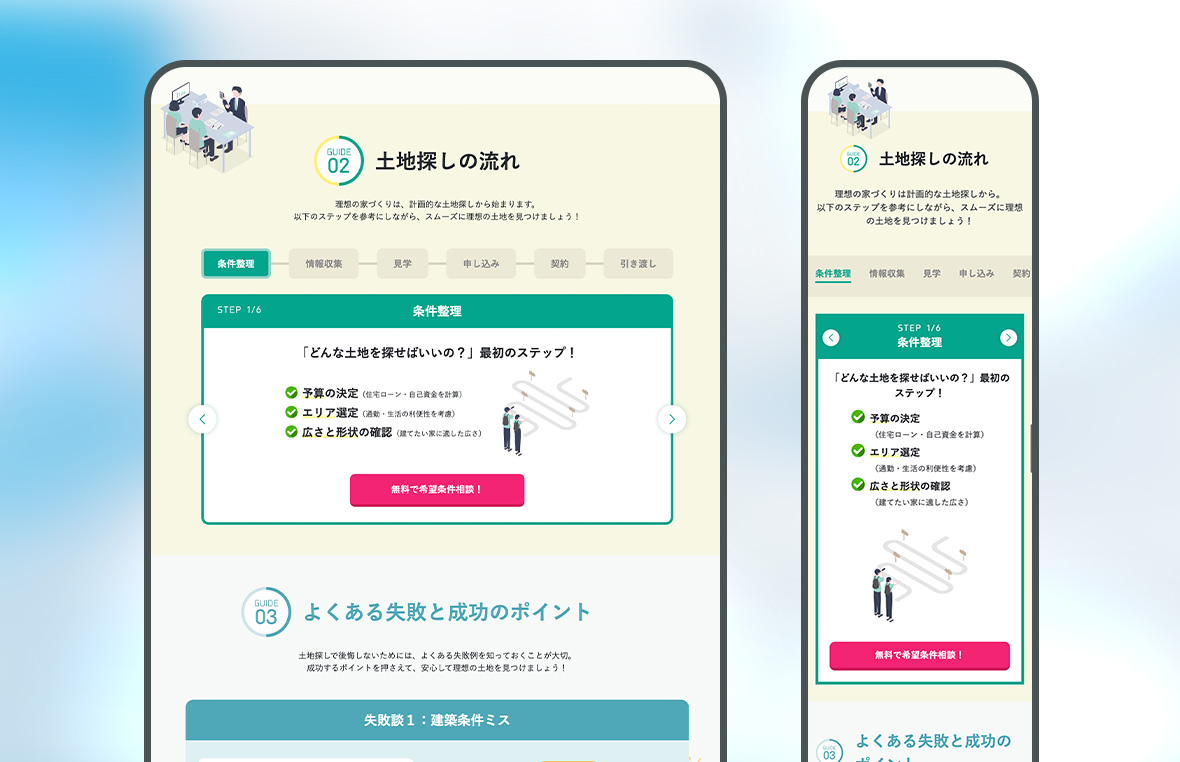 GUIDE
02
土地探しの流れ
理想の家づくりは、計画的な土地探しから始まります。
以下のステップを参考にしながら、スムーズに理想の土地を見つけましょう！
条件整理
情報収集
見学
申し込み
契約
引き渡し
STEP 1/6
条件整理
「どんな土地を探せばいいの？」最初のステップ！
予算の決定（住宅ローン・自己資金を計算）
エリア選定（通勤・生活の利便性を考慮）
広さと形状の確認（建てたい家に適した広さ）
無料で希望条件相談！
GUIDE
03
よくある失敗と成功のポイント
土地探しで後悔しないためには、よくある失敗例を知っておくことが大切。
成功するポイントを押さえて、安心して理想の土地を見つけましょう！
失敗談１：建築条件ミス
GUIDE
02
土地探しの流れ
理想の家づくりは計画的な土地探しから。
以下のステップを参考にしながら、スムーズに理想
の土地を見つけましょう！
条件整理
情報収集
見学
申し込み
契約
STEP 1/6
条件整理
「どんな土地を探せばいいの？」最初の
ステップ！
予算の決定
（住宅ローン・自己資金を計算）
エリア選定
（通勤・生活の利便性を考慮）
広さと形状の確認
（建てたい家に適した広さ）
無料で希望条件相談！
GUIDE
03
よくある失敗と成功の
ポイント